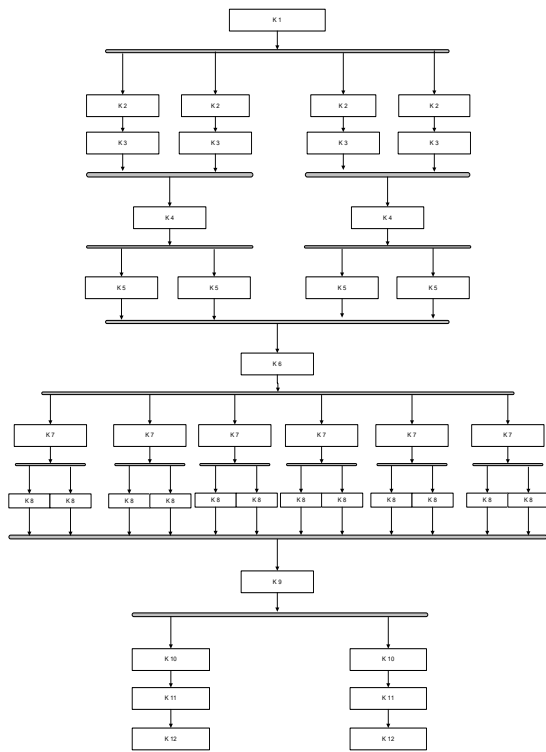 K 1
K 2 K 2 K 2 K 2
K 3 K 3 K 3 K 3
K 4 K 4
K 5 K 5 K 5 K 5
K 6
K 7 K 7 K 7 K 7 K 7 K 7
K 8 K 8 K 8 K 8 K 8 K 8 K 8 K 8 K 8 K 8 K 8 K 8
K 9
K 10 K 10
K 11 K 11
K 12 K 12